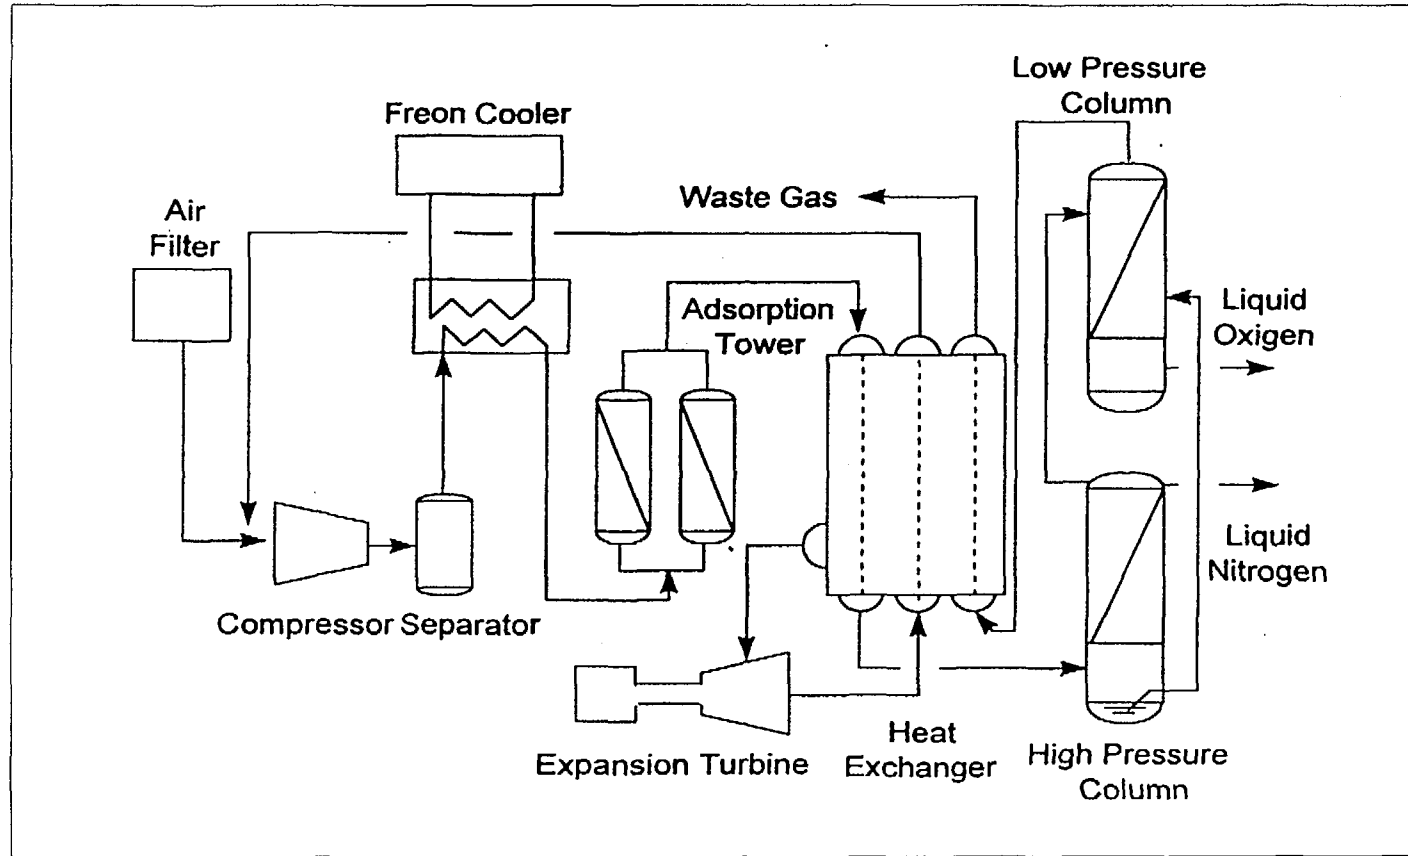 Low Pressure
Column
Freon Cooler
Waste Gas
Air
Filter
Adsorption
Tower
Liquid
Oxigen
Liquid
Nitrogen
Compressor Separator
Heat
Exchanger
Expansion Turbine
High Pressure
Column